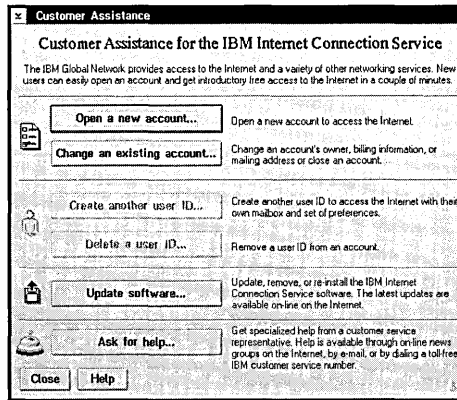 Customer Assistance
Customer Assistance for the IBM Internet Connection Service
The IBM Global Network provides access to the Internet and a variety of other networking services. New
users can easily open an account and get introductory free access to the Internet in a couple of minutes.
Open a new account...
Open a new account to access the Internet.
Change an existing account...
Change an account's owner, billing information, or
mailing address or close an account.
Create another user ID...
Create another user ID to access the Internet with their
own mailbox and set of preferences.
Delete a user ID...
Remove a user ID from an account.
Update software...
Update, remove, or re-install the IBM Internet
Connection Service software. The latest updates are
available on-line on the Internet.
Ask for help...
Get specialized help from a customer service
representative. Help is available through on-line news
groups on the Internet, by e-mail, or by dialing a toll-free
IBM customer service number.
Close
Help